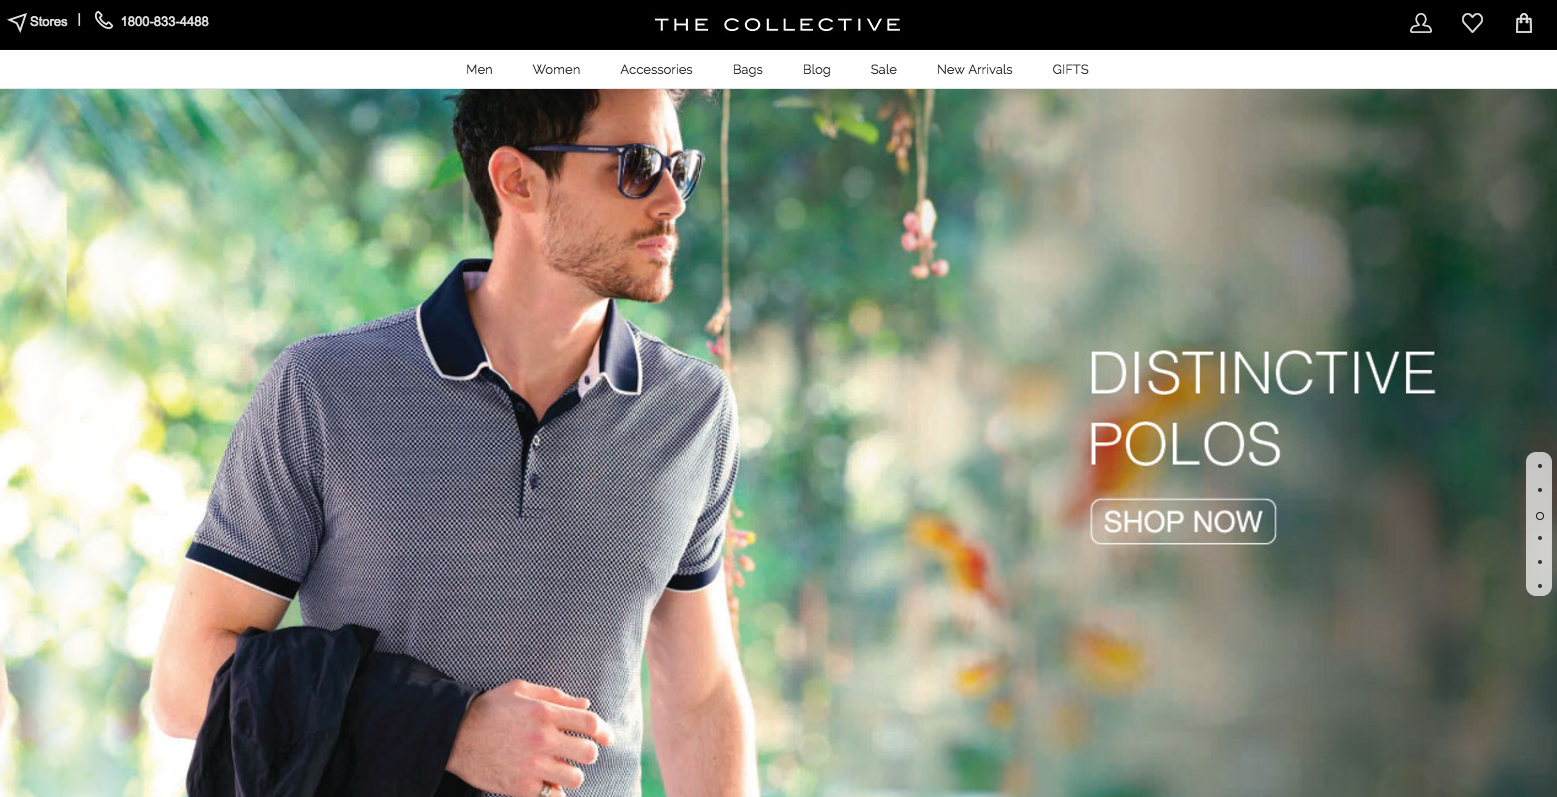 Stores | 1800-833-4488
THE COLLECTIVE
Men Women Accessories Bags Blog Sale New Arrivals GIFTS
DISTINCTIVE
POLOS
SHOP NOW